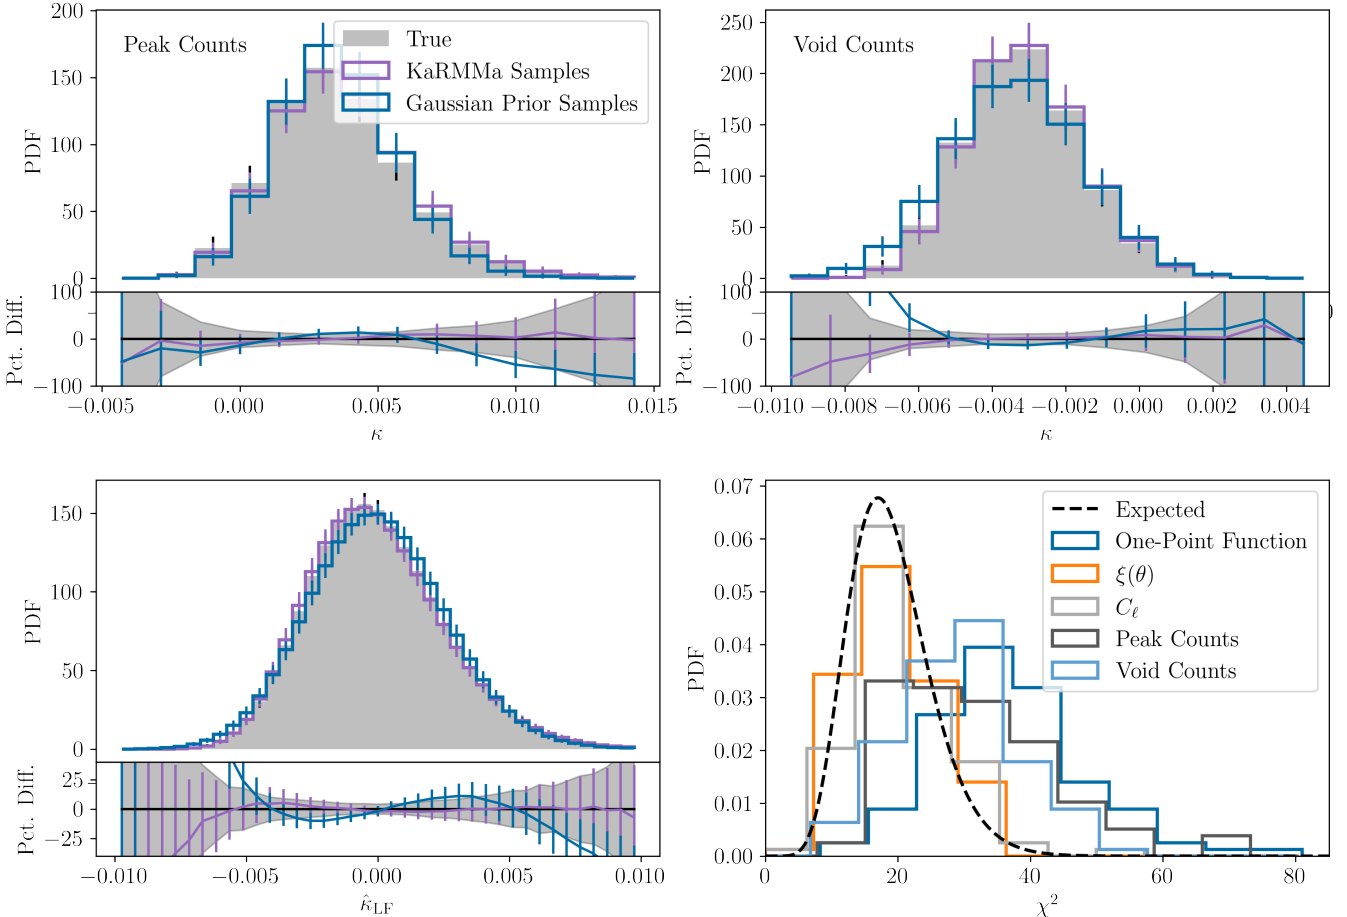 Peak Counts
True
KaRMMa Samples
Gaussian Prior Samples
PDF
200
150
100
50
0
Pct. Diff.
100
0
−100
−0.005
0.000
0.005
0.010
0.015
κ
Void Counts
PDF
250
200
150
100
50
0
Pct. Diff.
100
0
−100
−0.010
−0.008
−0.006
−0.004
−0.002
0.000
0.002
0.004
κ
PDF
150
100
50
0
Pct. Diff.
25
0
−25
−0.010
−0.005
0.000
0.005
0.010
κ̂LF
Expected
One-Point Function
ξ(θ)
Cℓ
Peak Counts
Void Counts
PDF
0.07
0.06
0.05
0.04
0.03
0.02
0.01
0.00
0
20
40
60
80
χ²